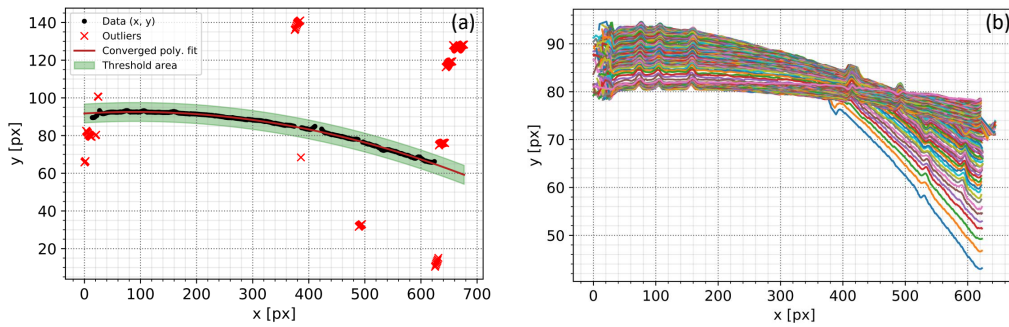 (a)
Data (x, y)
Outliers
Converged poly. fit
Threshold area
140
120
100
80
60
40
20
y [px]
0 100 200 300 400 500 600 700
x [px]
(b)
90
80
70
60
50
y [px]
0 100 200 300 400 500 600
x [px]